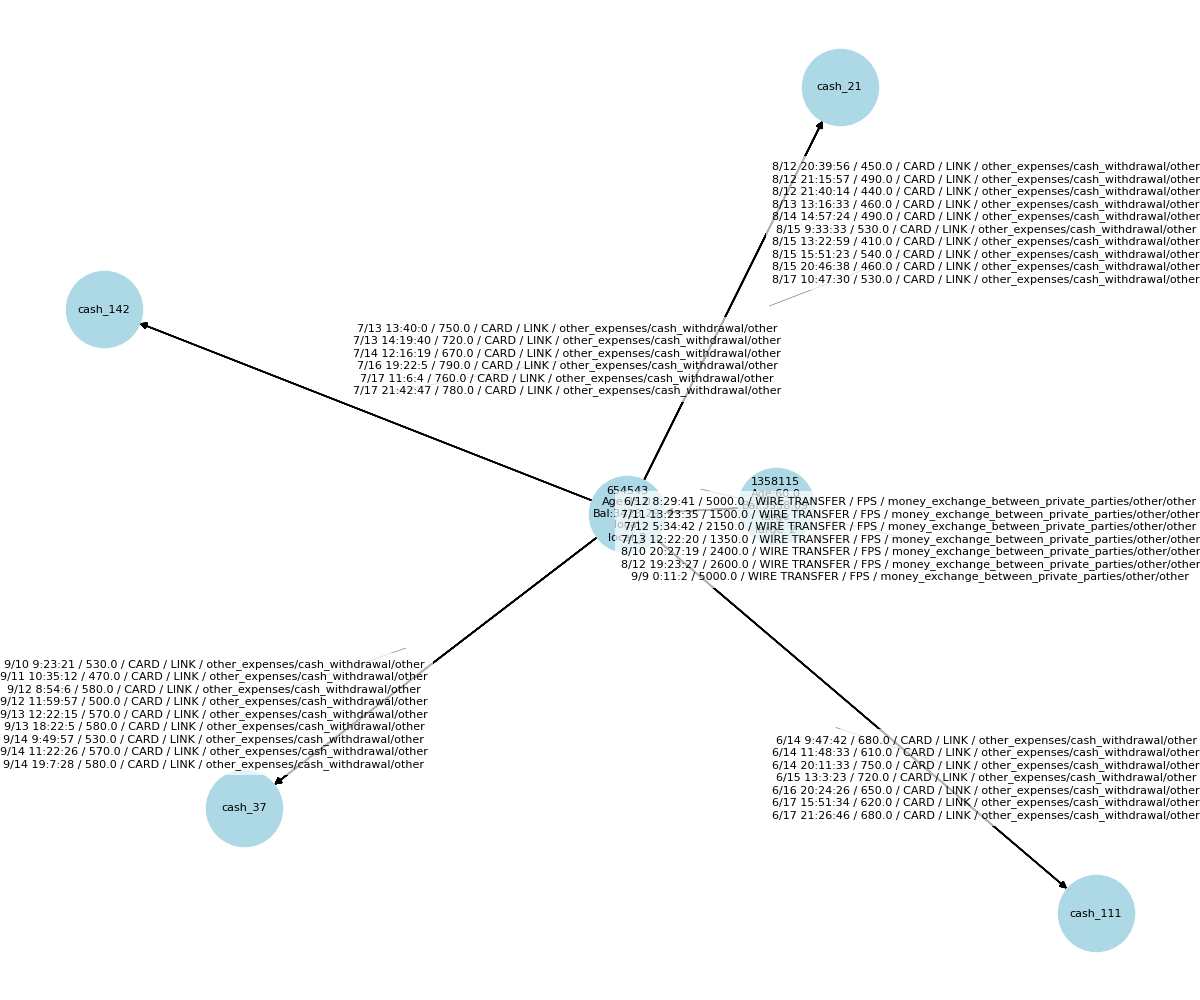 cash_21
8/12 20:39:56 / 450.0 / CARD / LINK / other_expenses/cash_withdrawal/other
8/12 21:15:57 / 490.0 / CARD / LINK / other_expenses/cash_withdrawal/other
8/12 21:40:14 / 440.0 / CARD / LINK / other_expenses/cash_withdrawal/other
8/13 13:16:33 / 460.0 / CARD / LINK / other_expenses/cash_withdrawal/other
8/14 14:57:24 / 490.0 / CARD / LINK / other_expenses/cash_withdrawal/other
8/15 9:33:33 / 530.0 / CARD / LINK / other_expenses/cash_withdrawal/other
8/15 13:22:59 / 410.0 / CARD / LINK / other_expenses/cash_withdrawal/other
8/15 15:51:23 / 540.0 / CARD / LINK / other_expenses/cash_withdrawal/other
8/15 20:46:38 / 460.0 / CARD / LINK / other_expenses/cash_withdrawal/other
8/17 10:47:30 / 530.0 / CARD / LINK / other_expenses/cash_withdrawal/other
cash_142
7/13 13:40:0 / 750.0 / CARD / LINK / other_expenses/cash_withdrawal/other
7/13 14:19:40 / 720.0 / CARD / LINK / other_expenses/cash_withdrawal/other
7/14 12:16:19 / 670.0 / CARD / LINK / other_expenses/cash_withdrawal/other
7/16 19:22:5 / 790.0 / CARD / LINK / other_expenses/cash_withdrawal/other
7/17 11:6:4 / 760.0 / CARD / LINK / other_expenses/cash_withdrawal/other
7/17 21:42:47 / 780.0 / CARD / LINK / other_expenses/cash_withdrawal/other
654543
1358115
Age:60.0
Bal:
6/12 8:29:41 / 5000.0 / WIRE TRANSFER / FPS / money_exchange_between_private_parties/other/other
7/11 13:23:35 / 1500.0 / WIRE TRANSFER / FPS / money_exchange_between_private_parties/other/other
7/12 5:34:42 / 2150.0 / WIRE TRANSFER / FPS / money_exchange_between_private_parties/other/other
7/13 12:22:20 / 1350.0 / WIRE TRANSFER / FPS / money_exchange_between_private_parties/other/other
8/10 20:27:19 / 2400.0 / WIRE TRANSFER / FPS / money_exchange_between_private_parties/other/other
8/12 19:23:27 / 2600.0 / WIRE TRANSFER / FPS / money_exchange_between_private_parties/other/other
9/9 0:11:2 / 5000.0 / WIRE TRANSFER / FPS / money_exchange_between_private_parties/other/other
9/10 9:23:21 / 530.0 / CARD / LINK / other_expenses/cash_withdrawal/other
9/11 10:35:12 / 470.0 / CARD / LINK / other_expenses/cash_withdrawal/other
9/12 8:54:6 / 580.0 / CARD / LINK / other_expenses/cash_withdrawal/other
9/12 11:59:57 / 500.0 / CARD / LINK / other_expenses/cash_withdrawal/other
9/13 12:22:15 / 570.0 / CARD / LINK / other_expenses/cash_withdrawal/other
9/13 18:22:5 / 580.0 / CARD / LINK / other_expenses/cash_withdrawal/other
9/14 9:49:57 / 530.0 / CARD / LINK / other_expenses/cash_withdrawal/other
9/14 11:22:26 / 570.0 / CARD / LINK / other_expenses/cash_withdrawal/other
9/14 19:7:28 / 580.0 / CARD / LINK / other_expenses/cash_withdrawal/other
cash_37
6/14 9:47:42 / 680.0 / CARD / LINK / other_expenses/cash_withdrawal/other
6/14 11:48:33 / 610.0 / CARD / LINK / other_expenses/cash_withdrawal/other
6/14 20:11:33 / 750.0 / CARD / LINK / other_expenses/cash_withdrawal/other
6/15 13:3:23 / 720.0 / CARD / LINK / other_expenses/cash_withdrawal/other
6/16 20:24:26 / 650.0 / CARD / LINK / other_expenses/cash_withdrawal/other
6/17 15:51:34 / 620.0 / CARD / LINK / other_expenses/cash_withdrawal/other
6/17 21:26:46 / 680.0 / CARD / LINK / other_expenses/cash_withdrawal/other
cash_111